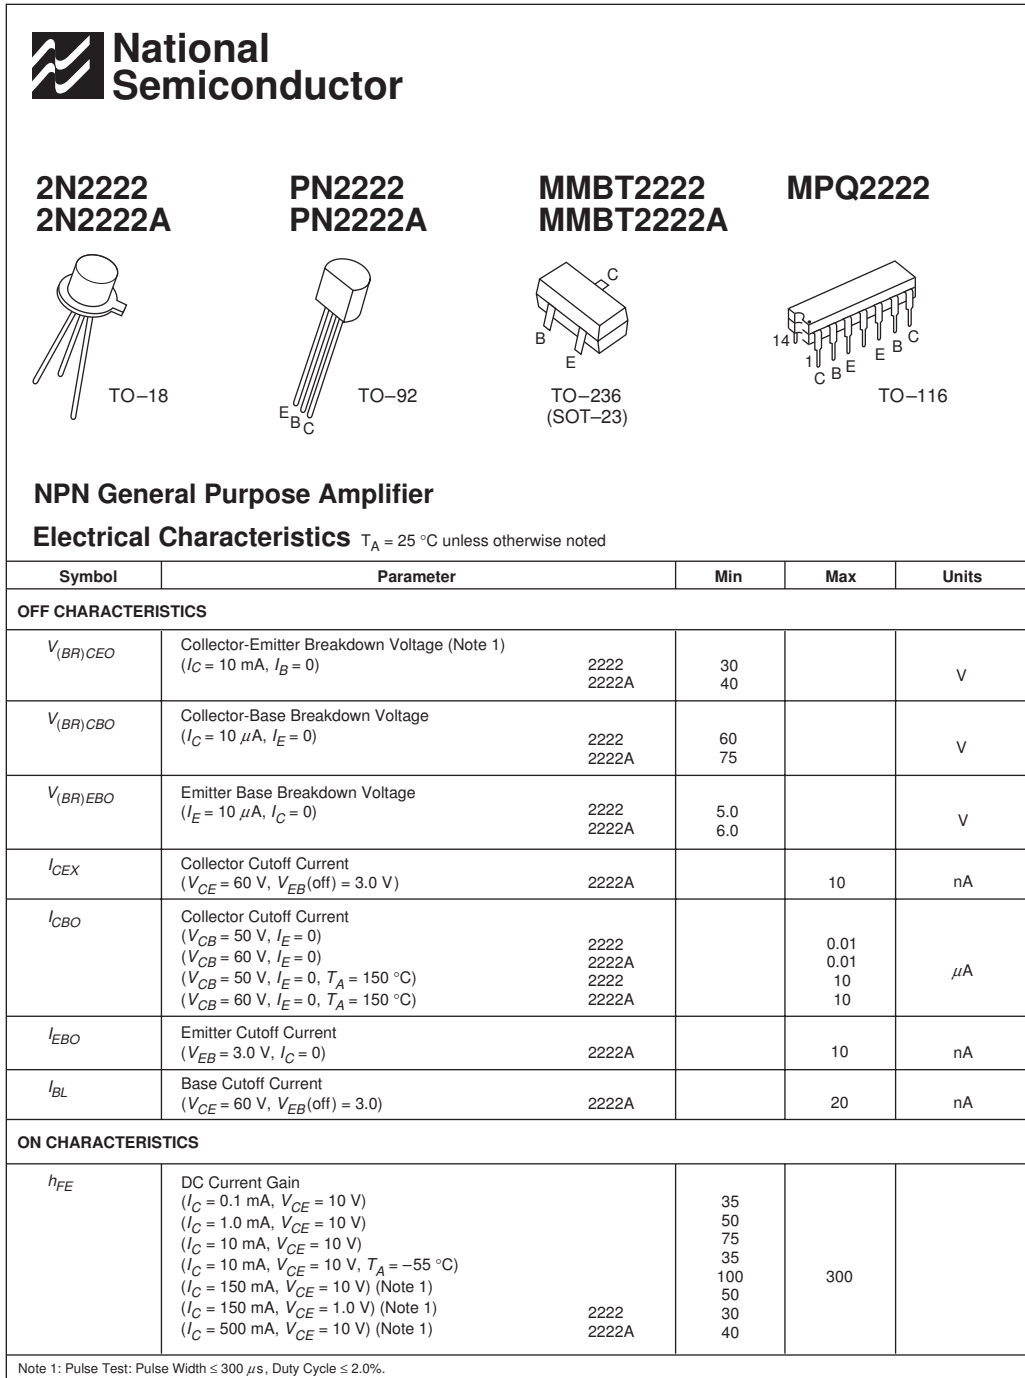 National
Semiconductor
2N2222 PN2222 MMBT2222 MPQ2222
2N2222A PN2222A MMBT2222A
C
B
E
14
1
C B E E B C
TO–18
E B C
TO–92
TO–236
(SOT–23)
TO–116
NPN General Purpose Amplifier
Electrical Characteristics T_A = 25 °C unless otherwise noted
Symbol Parameter Min Max Units
OFF CHARACTERISTICS
V(BR)CEO Collector-Emitter Breakdown Voltage (Note 1)
(I_C = 10 mA, I_B = 0) 2222 30 V
2222A 40
V(BR)CBO Collector-Base Breakdown Voltage
(I_C = 10 μA, I_E = 0) 2222 60 V
2222A 75
V(BR)EBO Emitter Base Breakdown Voltage
(I_E = 10 μA, I_C = 0) 2222 5.0 V
2222A 6.0
I_CEX Collector Cutoff Current
(V_CE = 60 V, V_EB(off) = 3.0 V) 2222A 10 nA
I_CBO Collector Cutoff Current
(V_CB = 50 V, I_E = 0) 2222 0.01
(V_CB = 60 V, I_E = 0) 2222A 0.01 μA
(V_CB = 50 V, I_E = 0, T_A = 150 °C) 2222 10
(V_CB = 60 V, I_E = 0, T_A = 150 °C) 2222A 10
I_EBO Emitter Cutoff Current
(V_EB = 3.0 V, I_C = 0) 2222A 10 nA
I_BL Base Cutoff Current
(V_CE = 60 V, V_EB(off) = 3.0) 2222A 20 nA
ON CHARACTERISTICS
h_FE DC Current Gain
(I_C = 0.1 mA, V_CE = 10 V) 35
(I_C = 1.0 mA, V_CE = 10 V) 50
(I_C = 10 mA, V_CE = 10 V) 75
(I_C = 10 mA, V_CE = 10 V, T_A = −55 °C) 35
(I_C = 150 mA, V_CE = 10 V) (Note 1) 100 300
(I_C = 150 mA, V_CE = 1.0 V) (Note 1) 50
(I_C = 500 mA, V_CE = 10 V) (Note 1) 2222 30
2222A 40
Note 1: Pulse Test: Pulse Width ≤ 300 μs, Duty Cycle ≤ 2.0%.